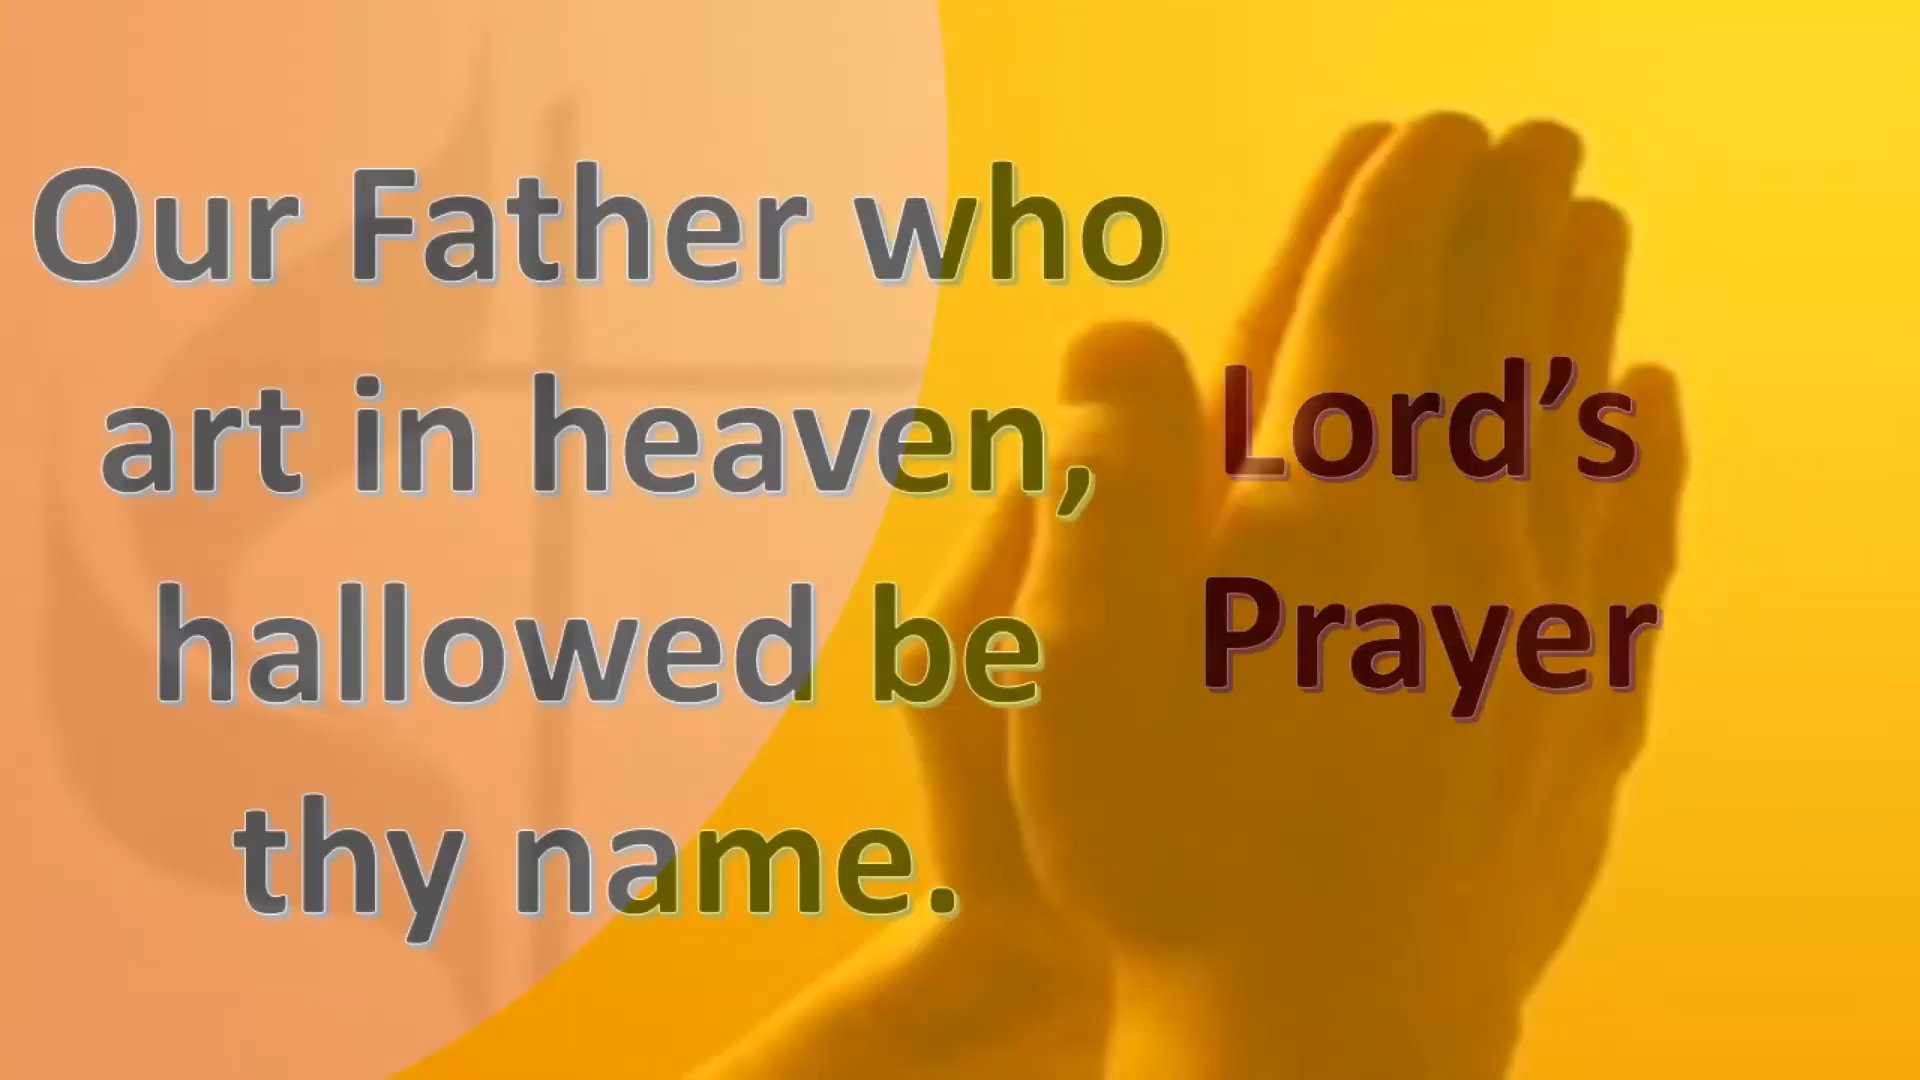 Our Father who
art in heaven,
hallowed be
thy name.
Lord’s
Prayer